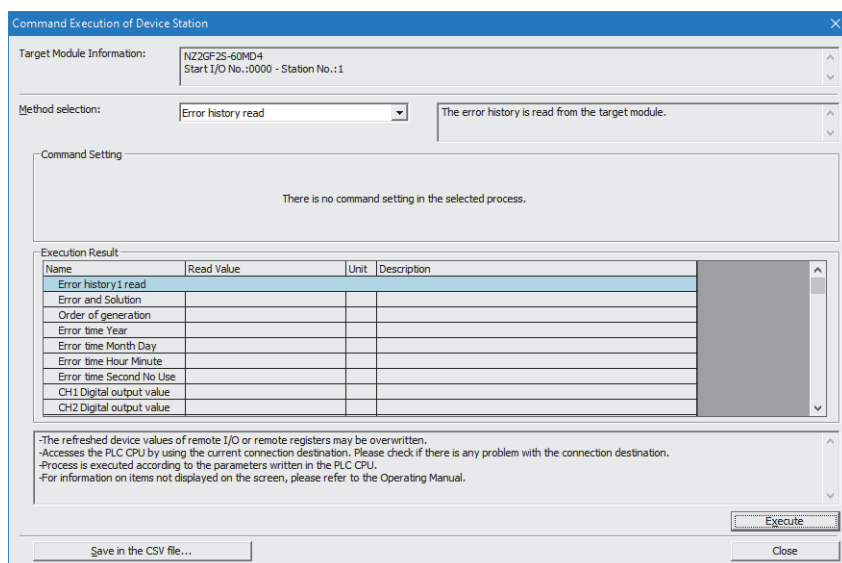 Command Execution of Device Station
Target Module Information:
NZ2GF2S-60MD4
Start I/O No.:0000 - Station No.:1
Method selection:
Error history read
The error history is read from the target module.
Command Setting
There is no command setting in the selected process.
Execution Result
Name Read Value Unit Description
Error history1 read
Error and Solution
Order of generation
Error time Year
Error time Month Day
Error time Hour Minute
Error time Second No Use
CH1 Digital output value
CH2 Digital output value
-The refreshed device values of remote I/O or remote registers may be overwritten.
-Accesses the PLC CPU by using the current connection destination. Please check if there is any problem with the connection destination.
-Process is executed according to the parameters written in the PLC CPU.
-For information on items not displayed on the screen, please refer to the Operating Manual.
Execute
Save in the CSV file...
Close